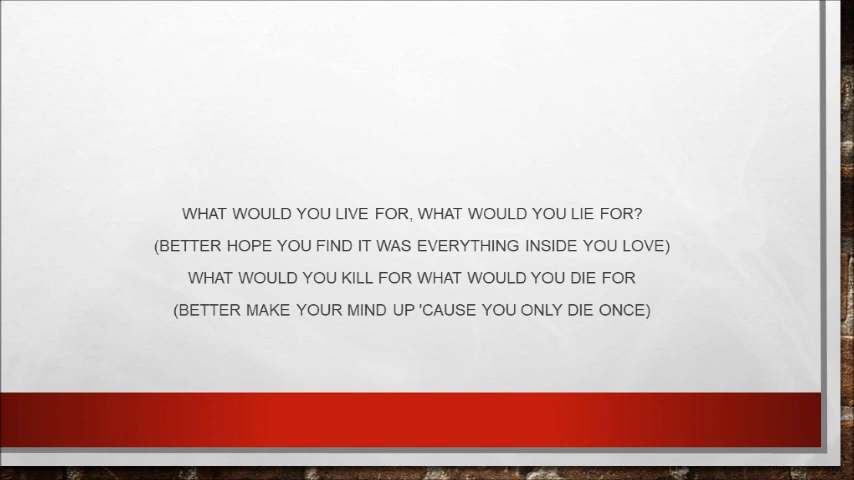 WHAT WOULD YOU LIVE FOR, WHAT WOULD YOU LIE FOR?
(BETTER HOPE YOU FIND IT WAS EVERYTHING INSIDE YOU LOVE)
WHAT WOULD YOU KILL FOR WHAT WOULD YOU DIE FOR
(BETTER MAKE YOUR MIND UP 'CAUSE YOU ONLY DIE ONCE)